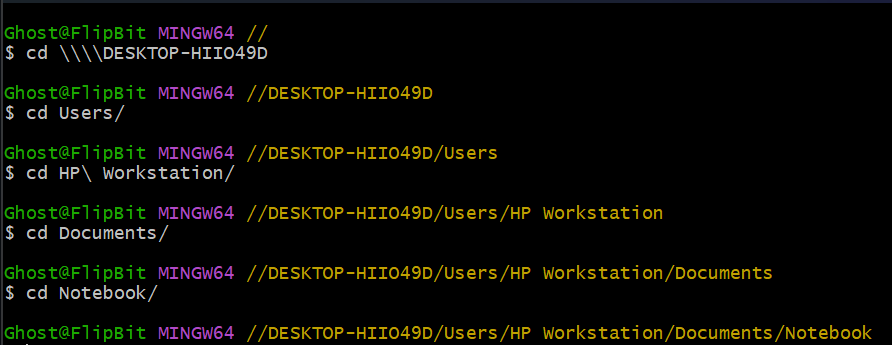 Ghost@FlipBit MINGW64 //
$ cd \\\\DESKTOP-HIIO49D
Ghost@FlipBit MINGW64 //DESKTOP-HIIO49D
$ cd Users/
Ghost@FlipBit MINGW64 //DESKTOP-HIIO49D/Users
$ cd HP\ Workstation/
Ghost@FlipBit MINGW64 //DESKTOP-HIIO49D/Users/HP Workstation
$ cd Documents/
Ghost@FlipBit MINGW64 //DESKTOP-HIIO49D/Users/HP Workstation/Documents
$ cd Notebook/
Ghost@FlipBit MINGW64 //DESKTOP-HIIO49D/Users/HP Workstation/Documents/Notebook